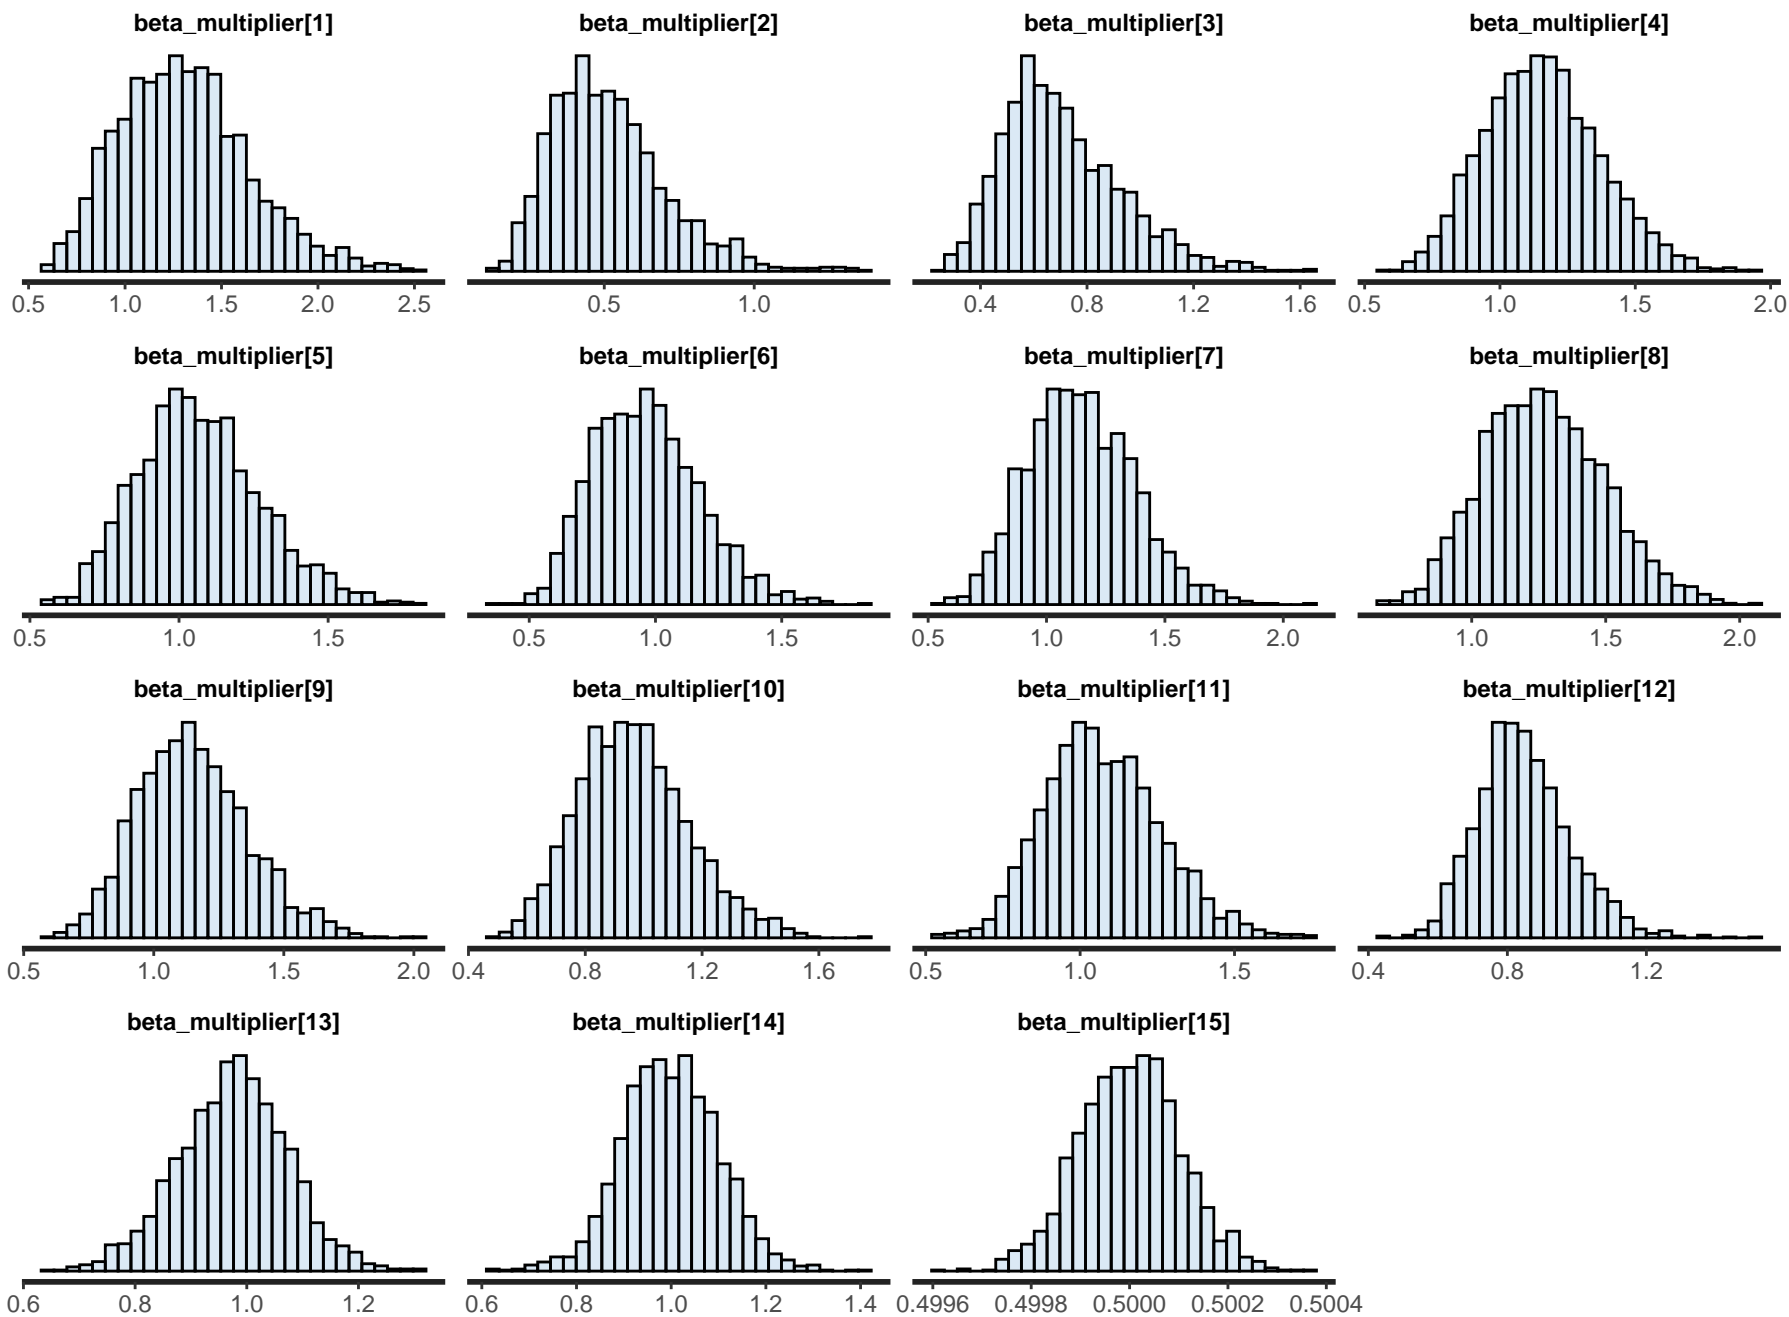 beta_multiplier[1] beta_multiplier[2] beta_multiplier[3] beta_multiplier[4]
0.5 1.0 1.5 2.0 2.5 0.5 1.0 0.4 0.8 1.2 1.6 0.5 1.0 1.5 2.0
beta_multiplier[5] beta_multiplier[6] beta_multiplier[7] beta_multiplier[8]
0.5 1.0 1.5 0.5 1.0 1.5 0.5 1.0 1.5 2.0 1.0 1.5 2.0
beta_multiplier[9] beta_multiplier[10] beta_multiplier[11] beta_multiplier[12]
0.5 1.0 1.5 2.0 0.4 0.8 1.2 1.6 0.5 1.0 1.5 0.4 0.8 1.2
beta_multiplier[13] beta_multiplier[14] beta_multiplier[15]
0.6 0.8 1.0 1.2 0.6 0.8 1.0 1.2 1.4 0.4996 0.4998 0.5000 0.5002 0.5004